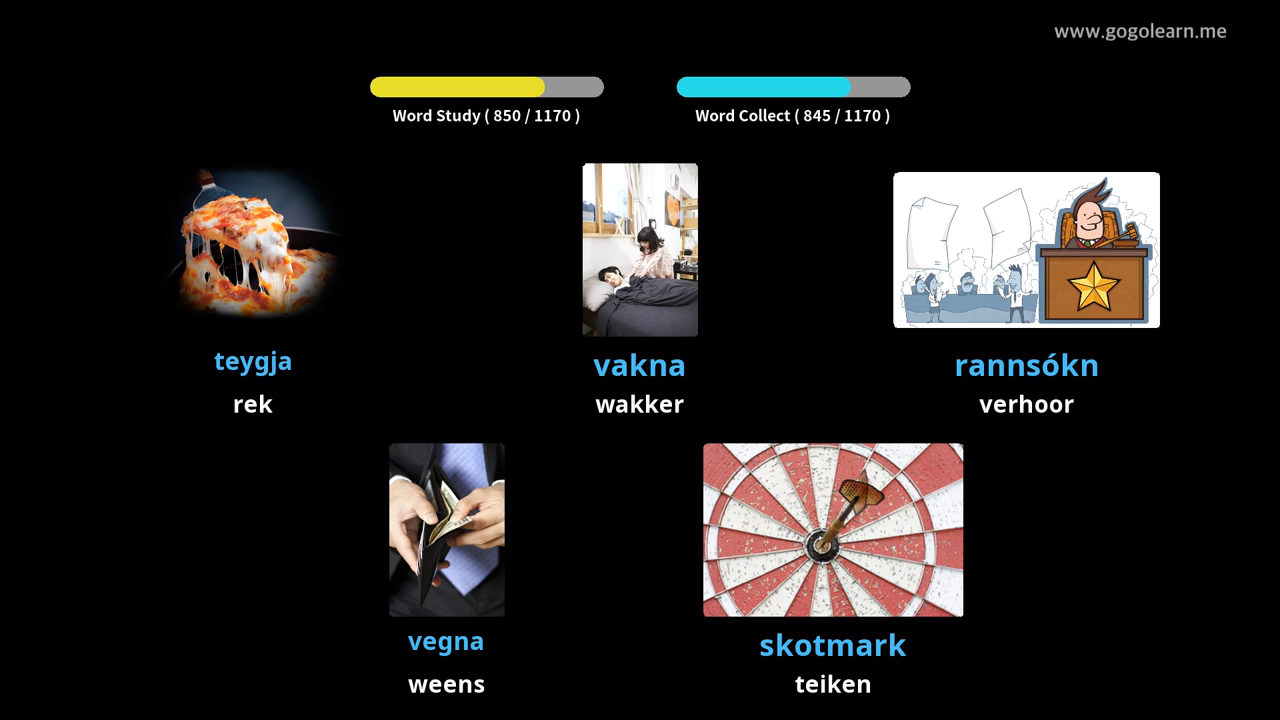 www.gogolearn.me
Word Study ( 850 / 1170 )
Word Collect ( 845 / 1170 )
teygja
rek
vakna
wakker
rannsókn
verhoor
vegna
weens
skotmark
teiken